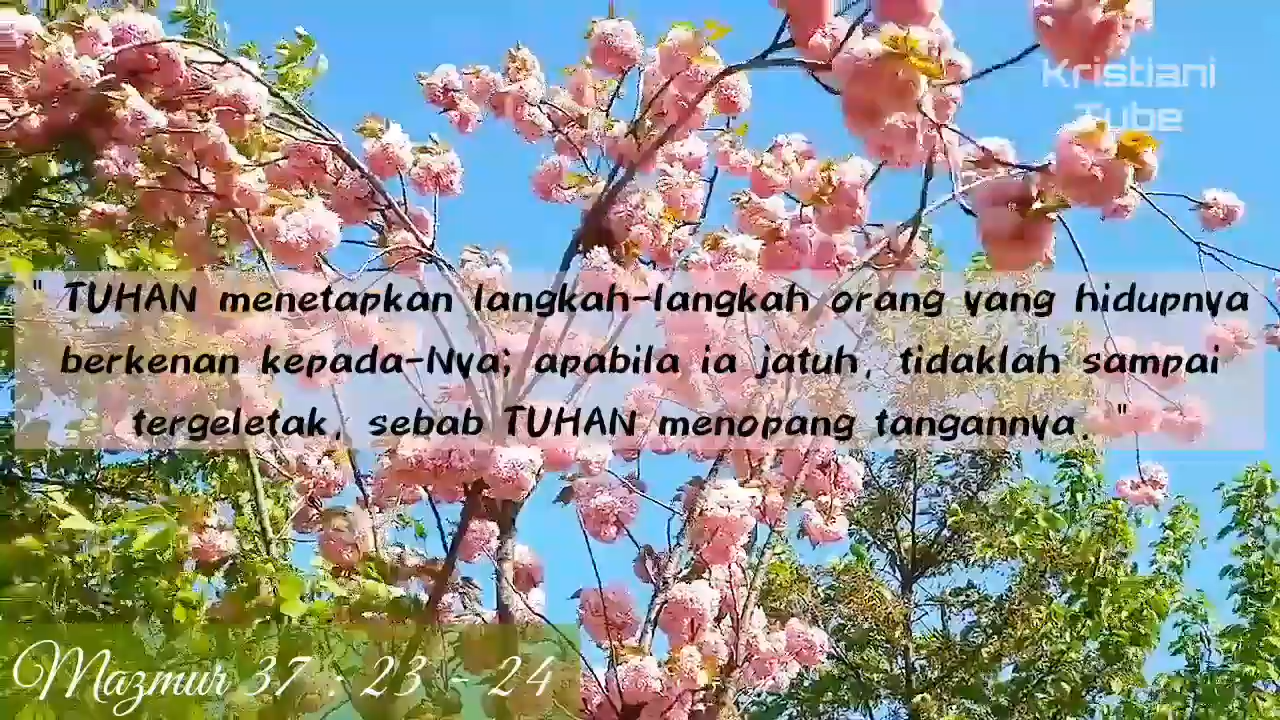 Kristiani
Tube
" TUHAN menetapkan langkah-langkah orang yang hidupnya
berkenan kepada-Nya; apabila ia jatuh, tidaklah sampai
tergeletak, sebab TUHAN menopang tangannya. "
Mazmur 37 : 23 - 24